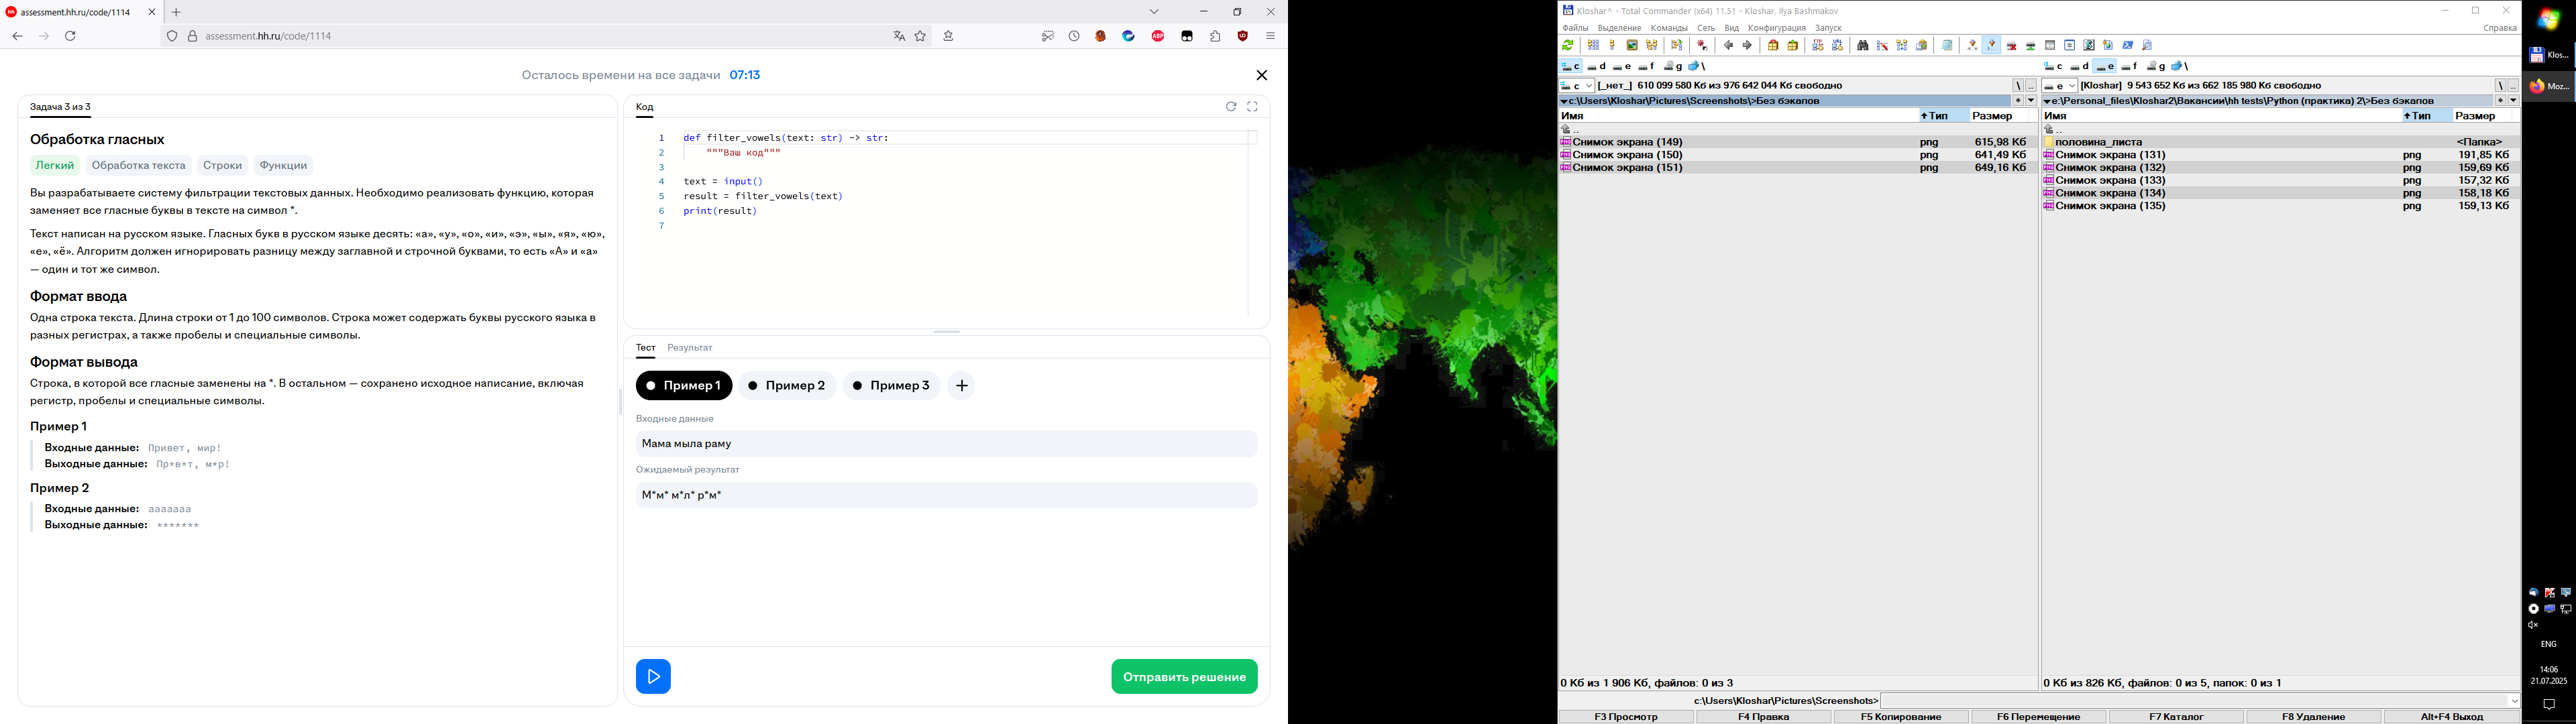 assessment.hh.ru/code/1114
assessment.hh.ru/code/1114
Осталось времени на все задачи 07:13
Задача 3 из 3
Обработка гласных
Легкий Обработка текста Строки Функции
Вы разрабатываете систему фильтрации текстовых данных. Необходимо реализовать функцию, которая
заменяет все гласные буквы в тексте на символ *.
Текст написан на русском языке. Гласных букв в русском языке десять: «а», «у», «о», «и», «э», «ы», «я», «ю»,
«е», «ё». Алгоритм должен игнорировать разницу между заглавной и строчной буквами, то есть «А» и «а»
— один и тот же символ.
Формат ввода
Одна строка текста. Длина строки от 1 до 100 символов. Строка может содержать буквы русского языка в
разных регистрах, а также пробелы и специальные символы.
Формат вывода
Строка, в которой все гласные заменены на *. В остальном — сохранено исходное написание, включая
регистр, пробелы и специальные символы.
Пример 1
Входные данные: Привет, мир!
Выходные данные: Пр*в*т, м*р!
Пример 2
Входные данные: ааааааа
Выходные данные: *******
Код
1 def filter_vowels(text: str) -> str:
2 """Ваш код"""
3
4 text = input()
5 result = filter_vowels(text)
6 print(result)
7
Тест Результат
Пример 1 Пример 2 Пример 3 +
Входные данные
Мама мыла раму
Ожидаемый результат
М*м* м*л* р*м*
Отправить решение
Kloshar^ - Total Commander (x64) 11.51 - Kloshar, Ilya Bashmakov
Файлы Выделение Команды Сеть Вид Конфигурация Запуск Справка
c d e f g \
c [_нет_] 610 099 580 Кб из 976 642 044 Кб свободно \ ..
c:\Users\Kloshar\Pictures\Screenshots\>Без бэкапов * ▼
Имя Тип Размер
..
Снимок экрана (149) png 615,98 Кб
Снимок экрана (150) png 641,49 Кб
Снимок экрана (151) png 649,16 Кб
0 Кб из 1 906 Кб, файлов: 0 из 3
c d e f g \
e [Kloshar] 9 543 652 Кб из 662 185 980 Кб свободно \ ..
e:\Personal_files\Kloshar2\Вакансии\hh tests\Python (практика) 2\>Без бэкапов * ▼
Имя Тип Размер
..
половина_листа <Папка>
Снимок экрана (131) png 191,85 Кб
Снимок экрана (132) png 159,69 Кб
Снимок экрана (133) png 157,32 Кб
Снимок экрана (134) png 158,18 Кб
Снимок экрана (135) png 159,13 Кб
0 Кб из 826 Кб, файлов: 0 из 5, папок: 0 из 1
c:\Users\Kloshar\Pictures\Screenshots>
F3 Просмотр F4 Правка F5 Копирование F6 Перемещение F7 Каталог F8 Удаление Alt+F4 Выход
Klos...
Moz...
ENG
14:06
21.07.2025